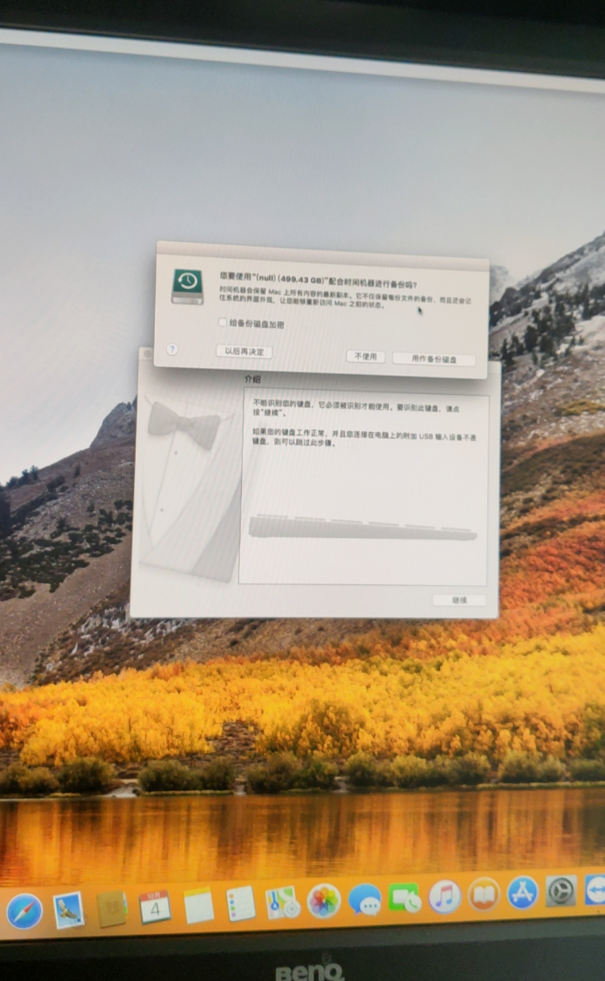 您要使用“(null) (499.43 GB)”配合时间机器进行备份吗?
时间机器会保留 Mac 上所有内容的最新副本。它不仅保留每份文件的备份，而且还会记
住系统的界面外观，让您能够重新访问 Mac 之前的状态。
给备份磁盘加密
?
以后再决定
不使用
用作备份磁盘
介绍
不能识别您的键盘，它必须被识别才能使用。要识别此键盘，请点
按“继续”。
如果您的键盘工作正常，并且您连接在电脑上的附加 USB 输入设备不是
键盘，则可以跳过此步骤。
继续
12月
4
BenQ